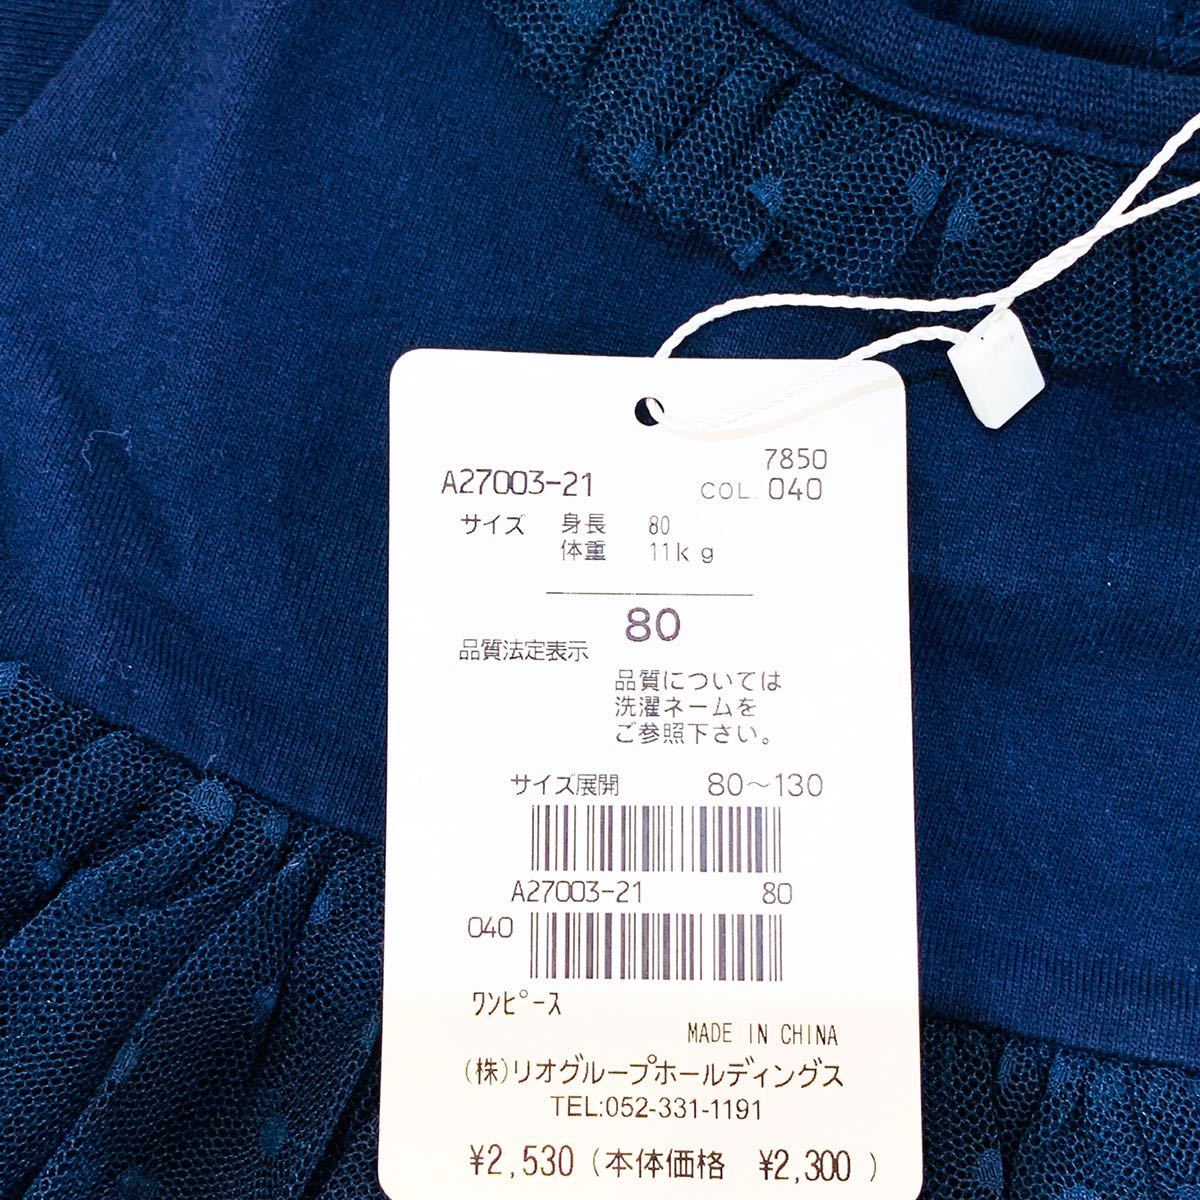 7850
A27003-21 COL. 040
サイズ 身長 80
体重 11kg
80
品質法定表示
品質については
洗濯ネームを
ご参照下さい。
サイズ展開 80〜130
A27003-21 80
040
ワンピース
MADE IN CHINA
(株)リオグループホールディングス
TEL:052-331-1191
¥2,530 (本体価格 ¥2,300 )